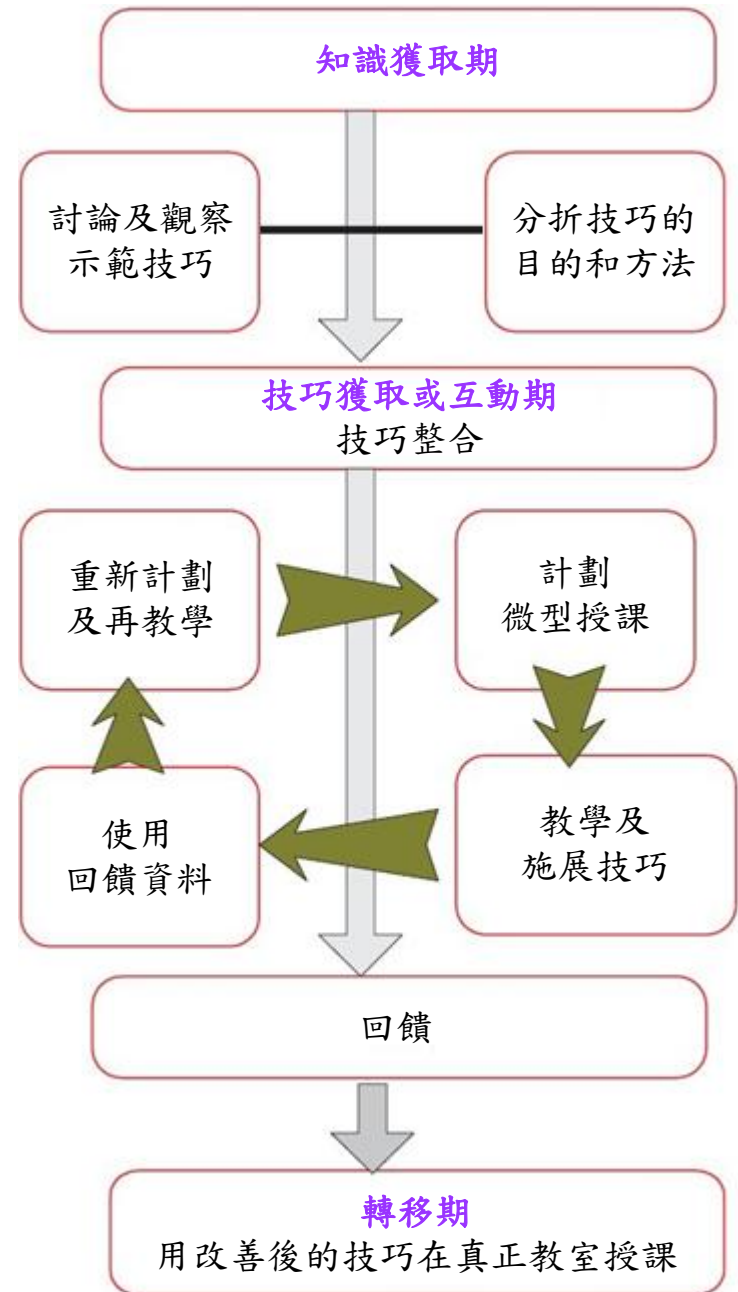 知識獲取期
討論及觀察
示範技巧
分折技巧的
目的和方法
技巧獲取或互動期
技巧整合
重新計劃
及再教學
計劃
微型授課
使用
回饋資料
教學及
施展技巧
回饋
轉移期
用改善後的技巧在真正教室授課